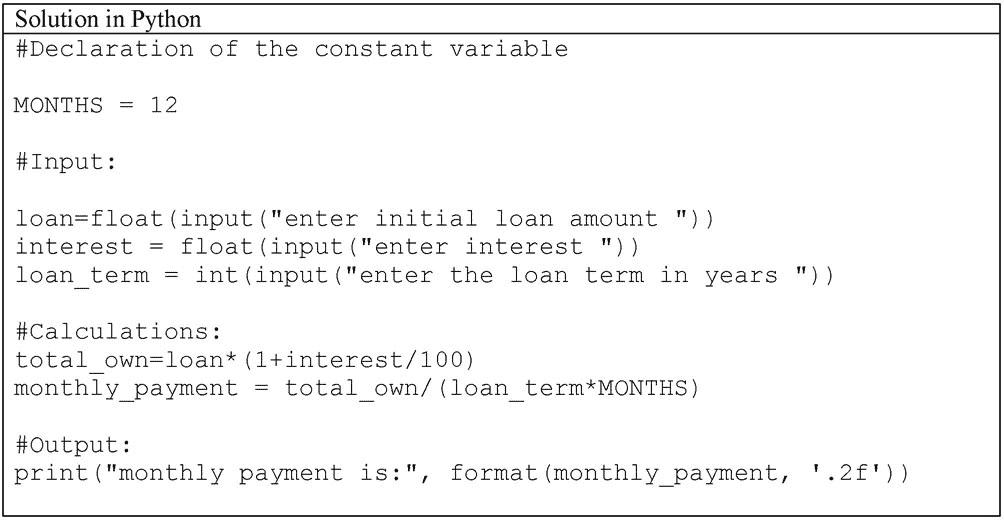 Solution in Python
#Declaration of the constant variable
MONTHS = 12
#Input:
loan=float(input("enter initial loan amount "))
interest = float(input("enter interest "))
loan_term = int(input("enter the loan term in years "))
#Calculations:
total_own=loan*(1+interest/100)
monthly_payment = total_own/(loan_term*MONTHS)
#Output:
print("monthly payment is:", format(monthly_payment, '.2f'))